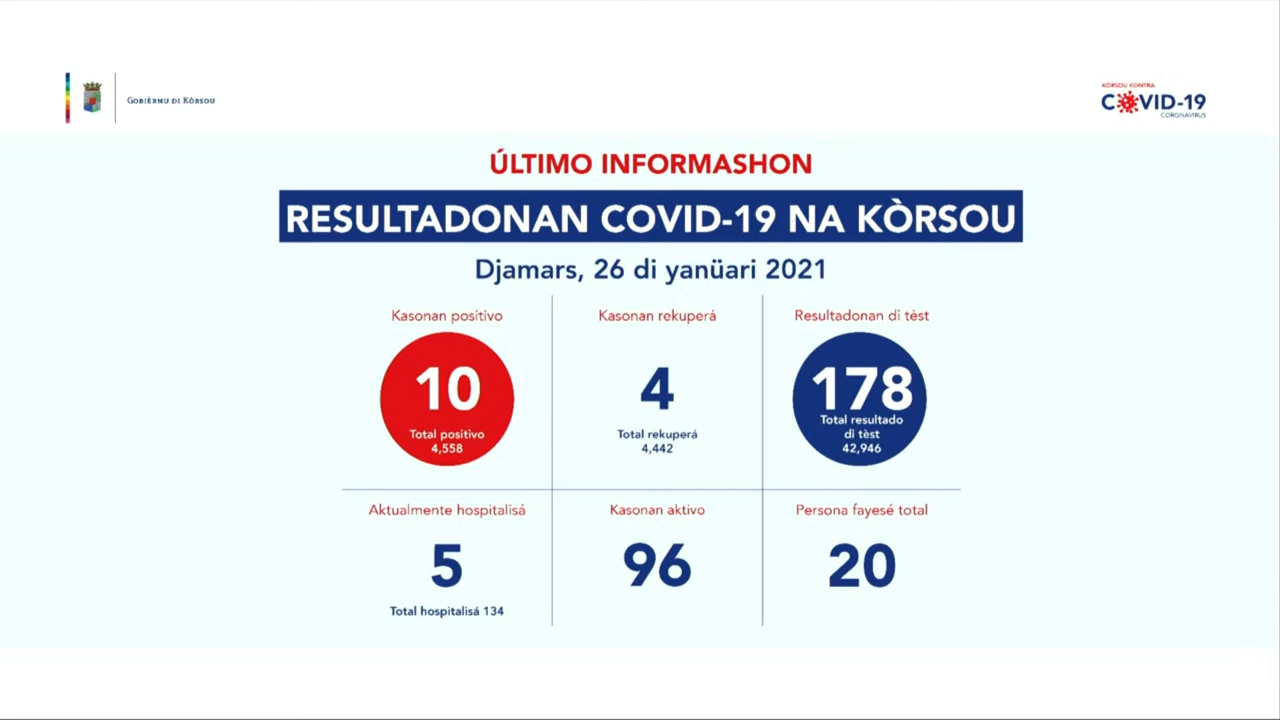 GOBIÈRNU DI KÒRSOU
KÒRSOU KONTRA
COVID-19
CORONAVIRUS
ÚLTIMO INFORMASHON
RESULTADONAN COVID-19 NA KÒRSOU
Djamars, 26 di yanüari 2021
Kasonan positivo
10
Total positivo
4,558
Kasonan rekuperá
4
Total rekuperá
4,442
Resultadonan di tèst
178
Total resultado
di tèst
42,946
Aktualmente hospitalisá
5
Total hospitalisá 134
Kasonan aktivo
96
Persona fayesé total
20